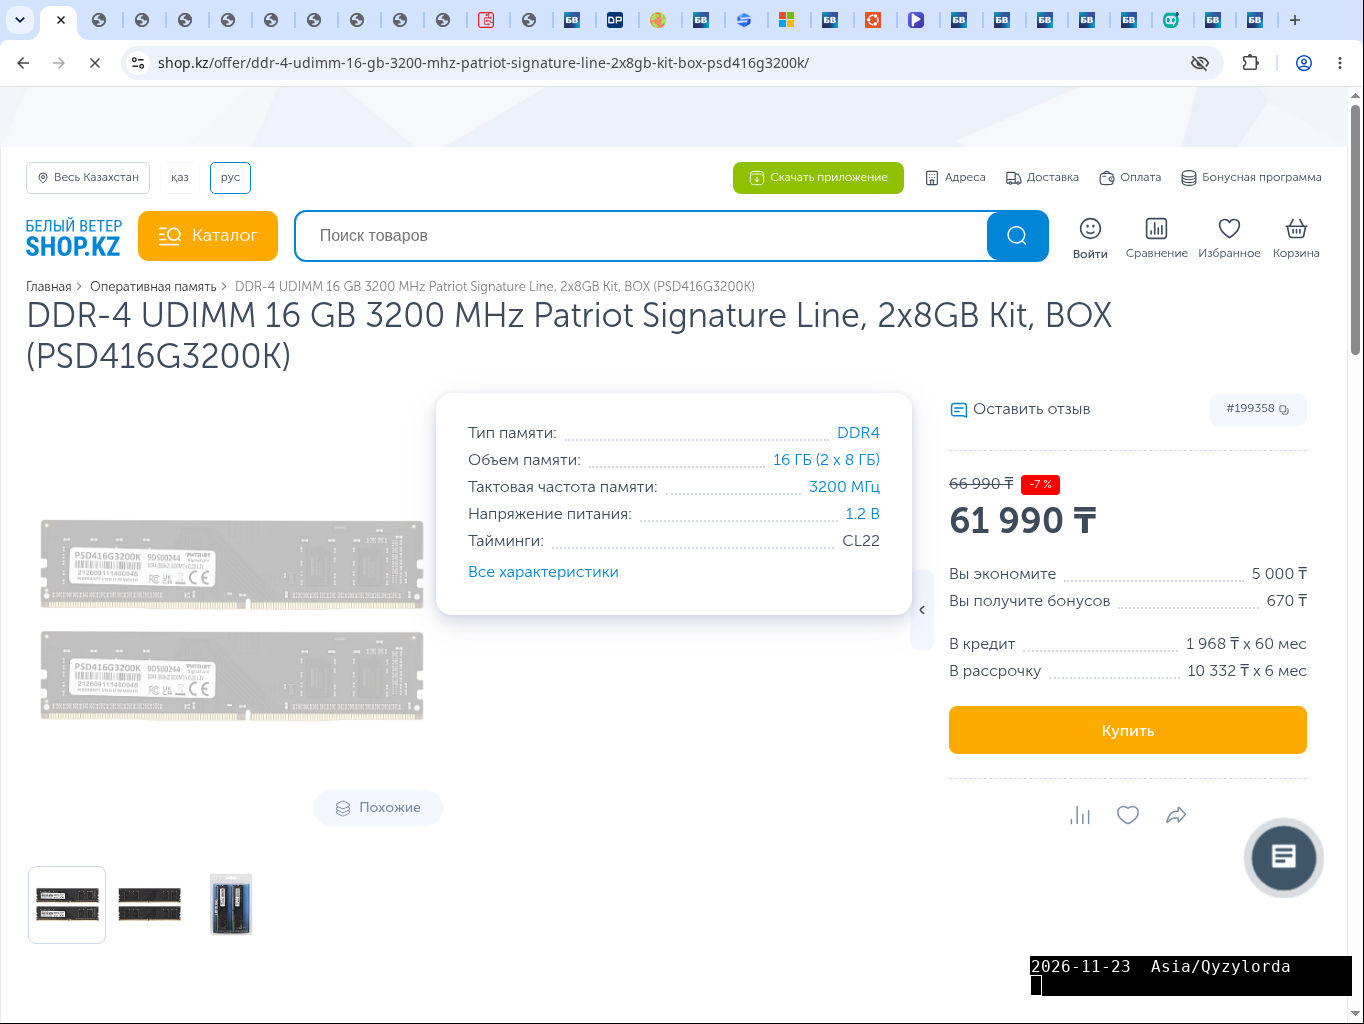 shop.kz/offer/ddr-4-udimm-16-gb-3200-mhz-patriot-signature-line-2x8gb-kit-box-psd416g3200k/
Весь Казахстан
қаз
рус
Скачать приложение
Адреса
Доставка
Оплата
Бонусная программа
БЕЛЫЙ ВЕТЕР
SHOP.KZ
Каталог
Поиск товаров
Войти
Сравнение
Избранное
Корзина
Главная
Оперативная память
DDR-4 UDIMM 16 GB 3200 MHz Patriot Signature Line, 2x8GB Kit, BOX (PSD416G3200K)
DDR-4 UDIMM 16 GB 3200 MHz Patriot Signature Line, 2x8GB Kit, BOX
(PSD416G3200K)
Тип памяти: DDR4
Объем памяти: 16 ГБ (2 x 8 ГБ)
Тактовая частота памяти: 3200 МГц
Напряжение питания: 1.2 В
Тайминги: CL22
Все характеристики
PSD416G3200K
PSD416G3200K
Похожие
Оставить отзыв
#199358
66 990 ₸
-7 %
61 990 ₸
Вы экономите 5 000 ₸
Вы получите бонусов 670 ₸
В кредит 1 968 ₸ x 60 мес
В рассрочку 10 332 ₸ x 6 мес
Купить
2026-11-23 Asia/Qyzylorda